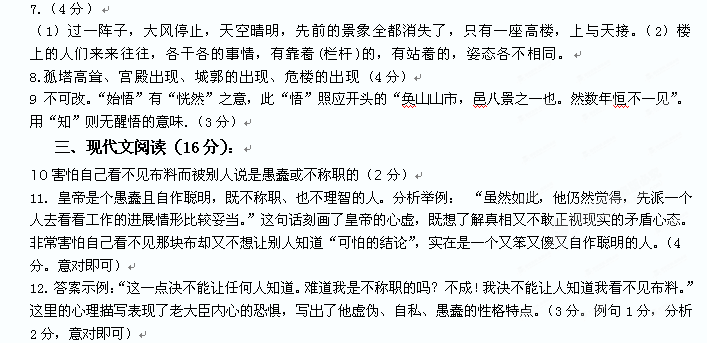 7.(4分)
(1)过一阵子，大风停止，天空晴明，先前的景象全都消失了，只有一座高楼，上与天接。(2)楼
上的人们来来往往，各干各的事情，有靠着(栏杆)的，有站着的，姿态各不相同。
8.孤塔高耸、宫殿出现、城郭的出现、危楼的出现(4分)
9 不可改。“始悟”有“恍然”之意，此“悟”照应开头的“奂山山市，邑八景之一也。然数年恒不一见”。
用“知”则无醒悟的意味.(3分)
三、现代文阅读(16分)：
10害怕自己看不见布料而被别人说是愚蠢或不称职的(2分)
11. 皇帝是个愚蠢且自作聪明，既不称职、也不理智的人。分析举例： “虽然如此，他仍然觉得，先派一个
人去看看工作的进展情形比较妥当。”这句话刻画了皇帝的心虚，既想了解真相又不敢正视现实的矛盾心态。
非常害怕自己看不见那块布却又不想让别人知道“可怕的结论”，实在是一个又笨又傻又自作聪明的人。(4
分。意对即可)
12. 答案示例:“这一点决不能让任何人知道。难道我是不称职的吗？不成!我决不能让人知道我看不见布料。”
这里的心理描写表现了老大臣内心的恐惧，写出了他虚伪、自私、愚蠢的性格特点。(3分。例句1分，分析
2分，意对即可)